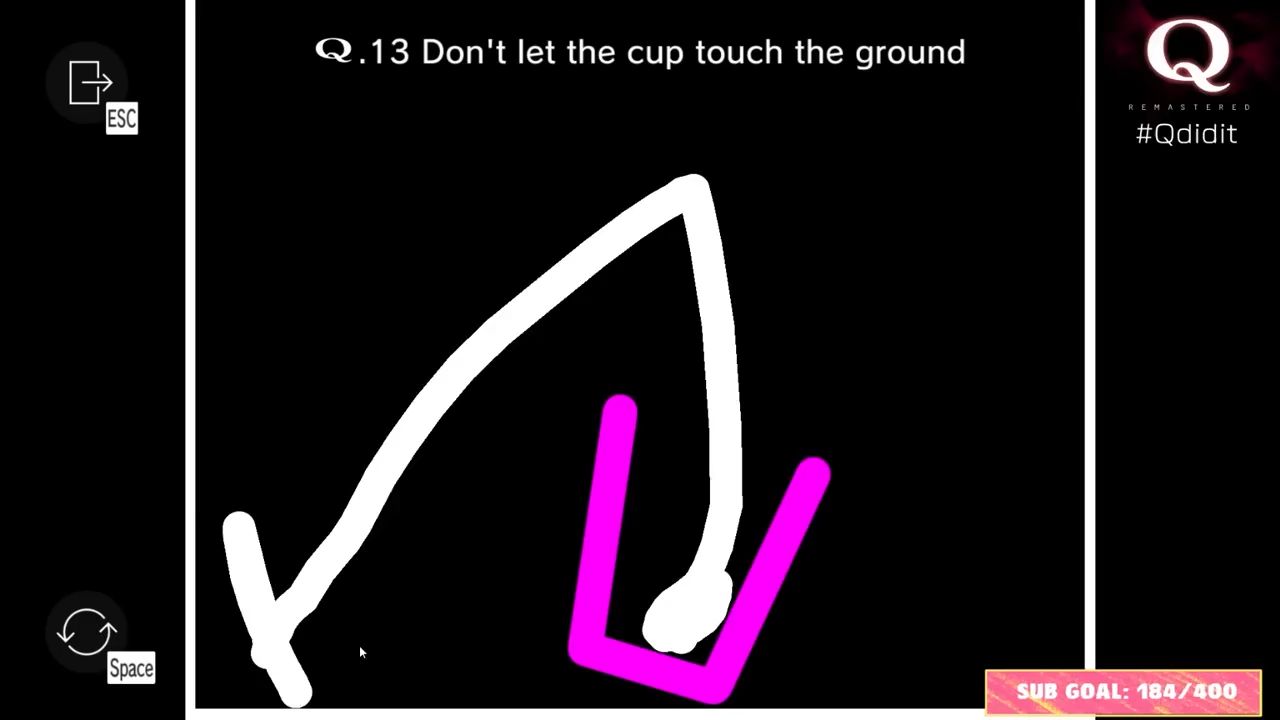 Q.13 Don't let the cup touch the ground
ESC
Q
REMASTERED
#Qdidit
Space
SUB GOAL: 184/400